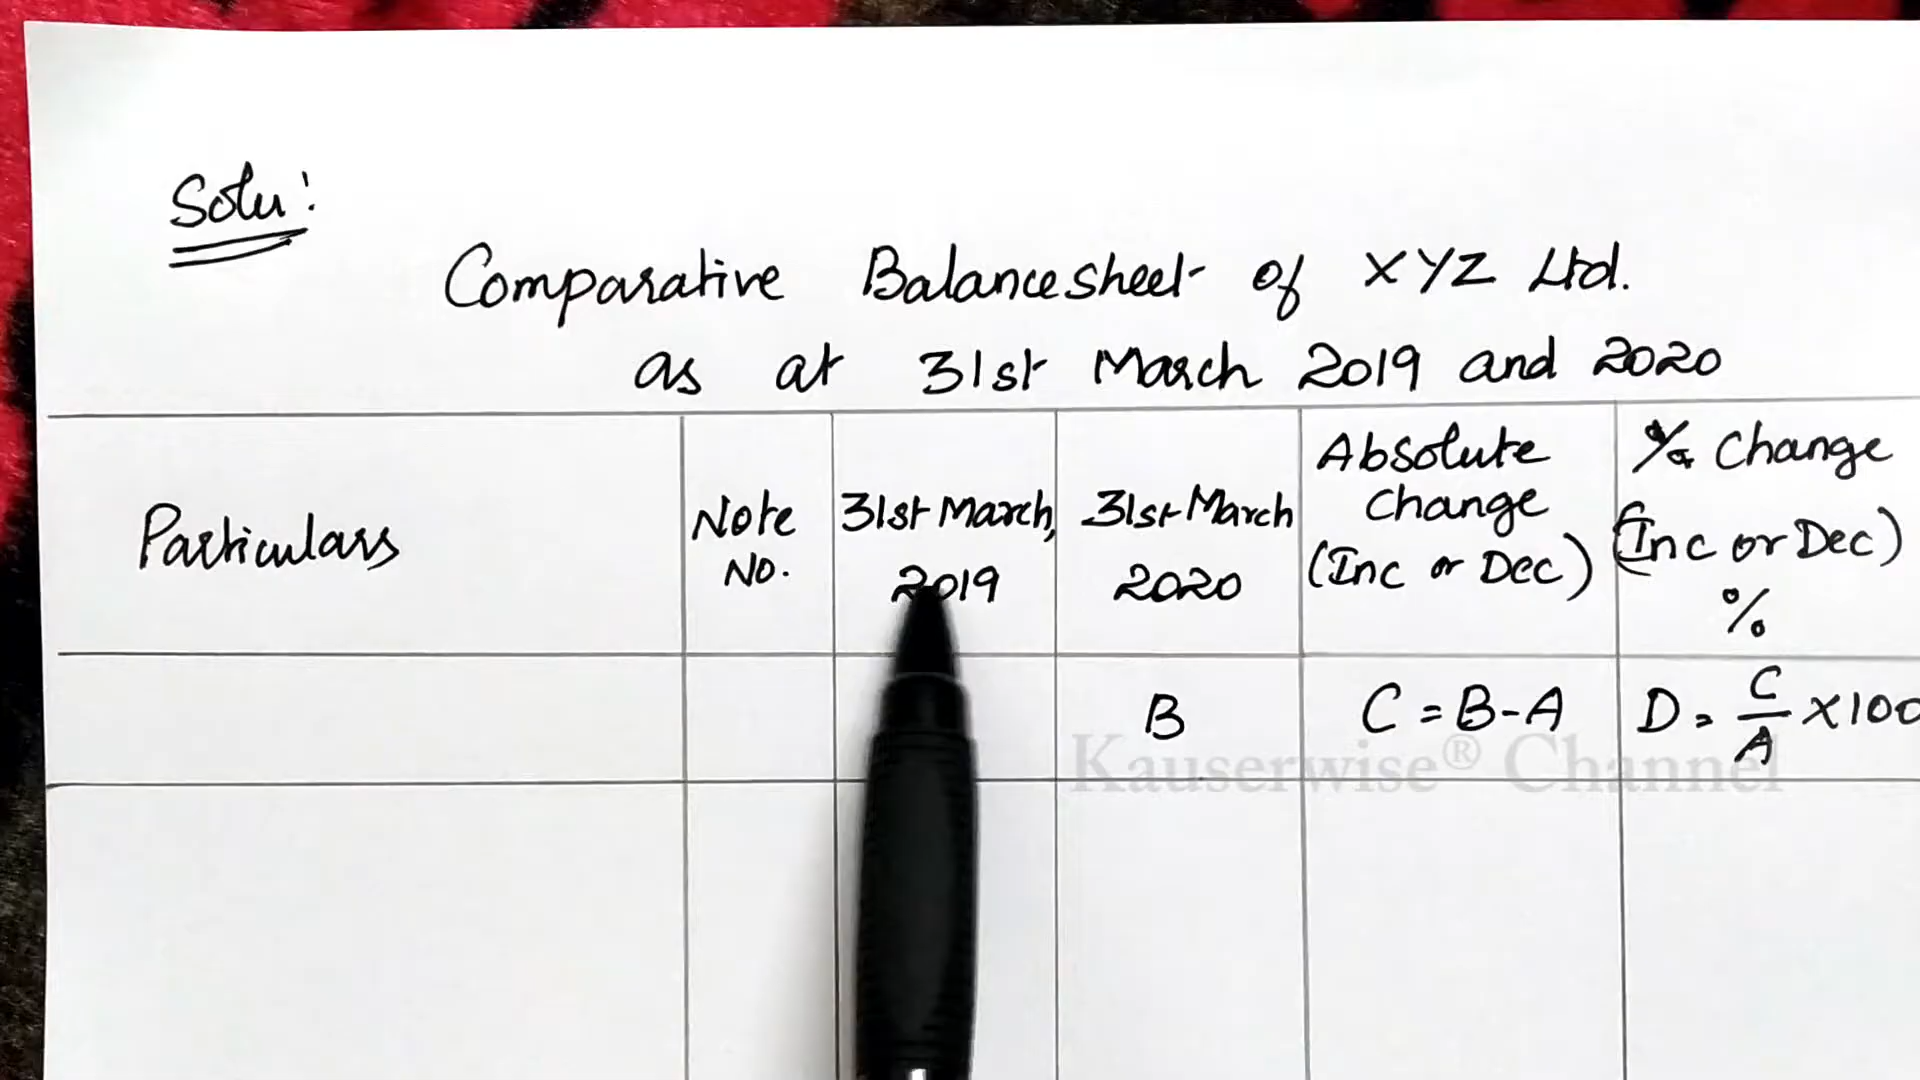 Solu:
Comparative Balancesheet of XYZ Ltd.
as at 31st March 2019 and 2020
Particulars
Note No.
31st March, 2019
31st March 2020
Absolute Change (Inc or Dec)
% Change (Inc or Dec) %
B
C = B-A
D = C/A X100
Kauserwise® Channel